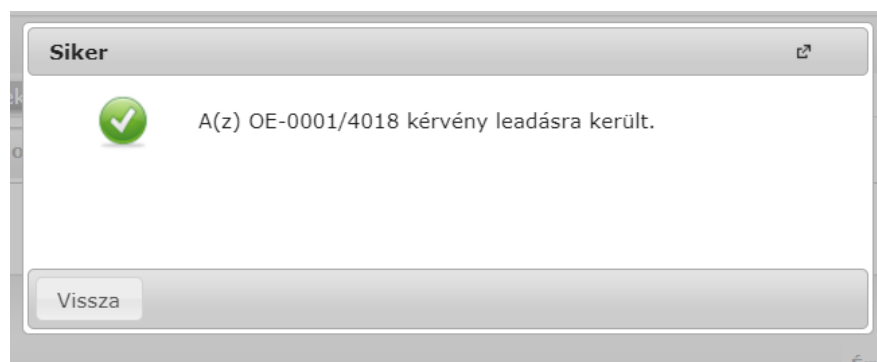 Siker
A(z) OE-0001/4018 kérvény leadásra került.
Vissza